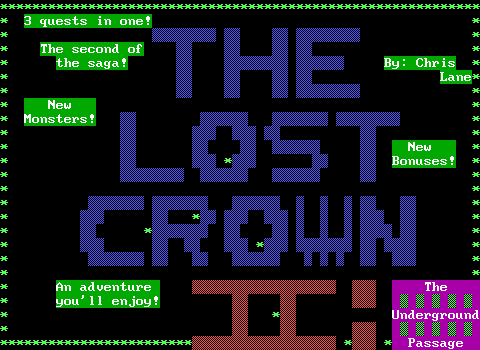 3 quests in one!
THE
The second of
the saga!
By: Chris
Lane
New
Monsters!
LOST
New
Bonuses!
CROWN
An adventure
you'll enjoy!
II:
The
Underground
Passage